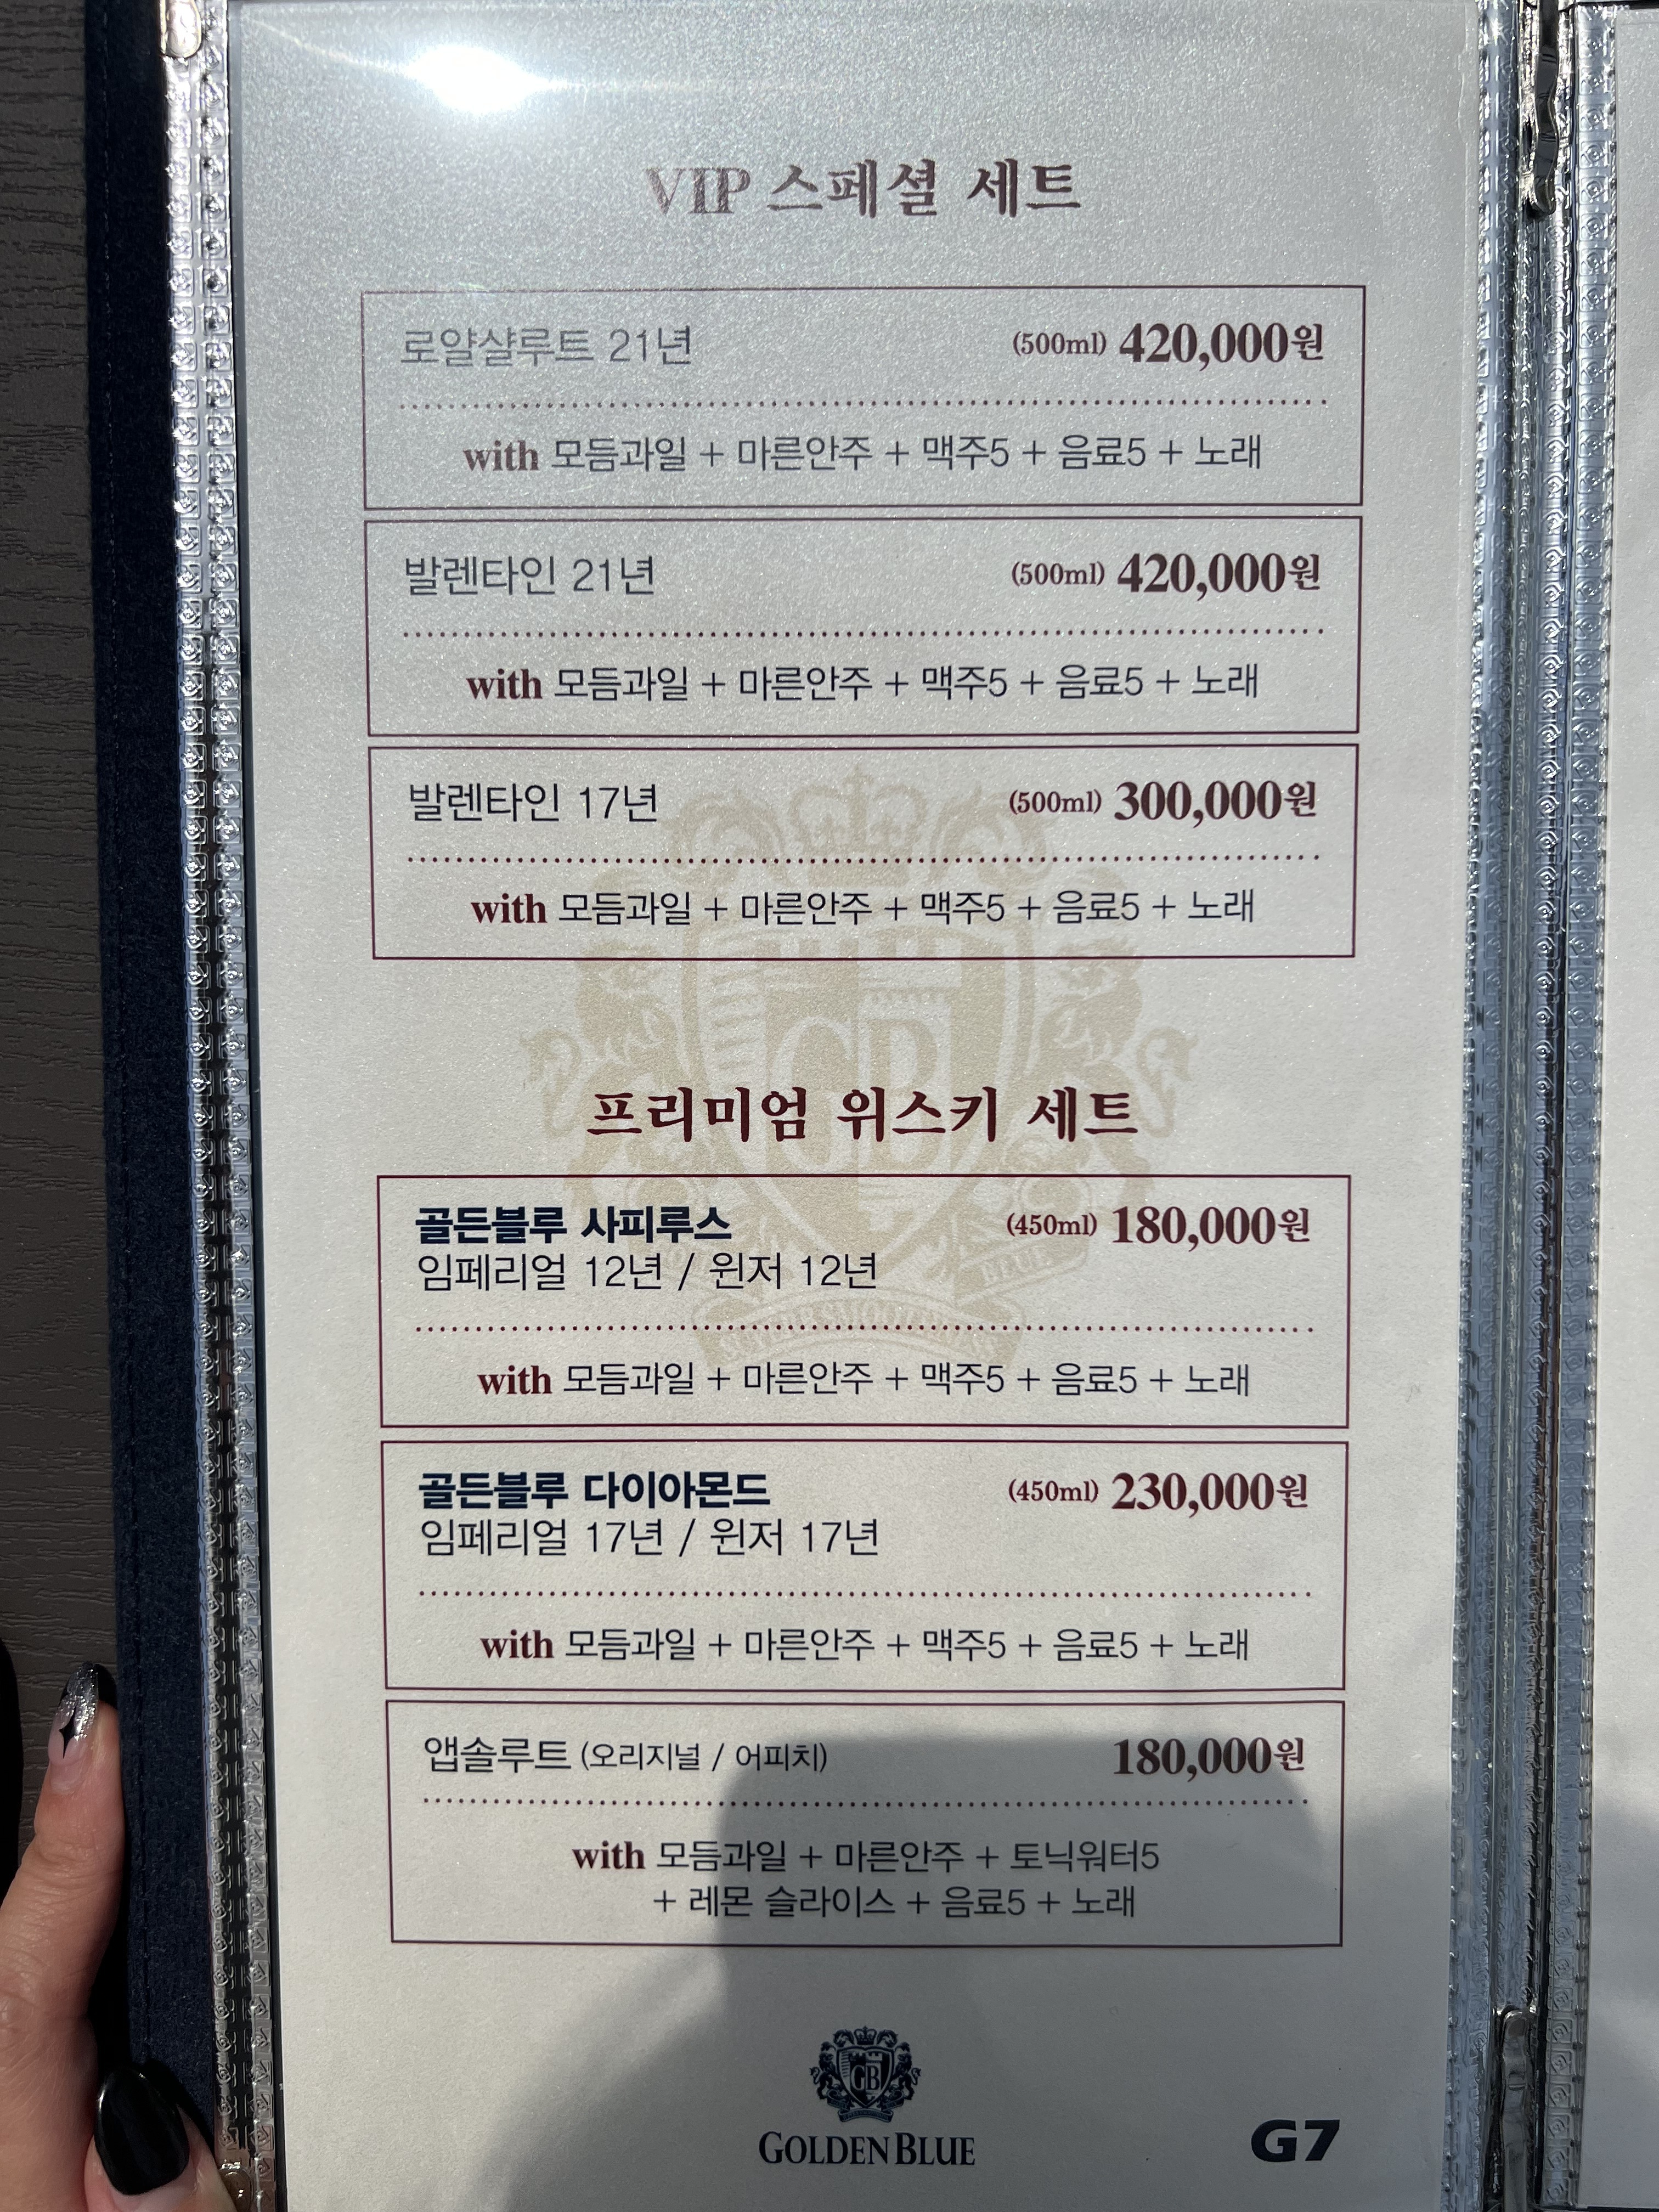 VIP 스페셜 세트
로얄샬루트 21년 (500ml) 420,000원
with 모듬과일 + 마른안주 + 맥주5 + 음료5 + 노래
발렌타인 21년 (500ml) 420,000원
with 모듬과일 + 마른안주 + 맥주5 + 음료5 + 노래
발렌타인 17년 (500ml) 300,000원
with 모듬과일 + 마른안주 + 맥주5 + 음료5 + 노래
프리미엄 위스키 세트
골든블루 사피루스 (450ml) 180,000원
임페리얼 12년 / 윈저 12년
with 모듬과일 + 마른안주 + 맥주5 + 음료5 + 노래
골든블루 다이아몬드 (450ml) 230,000원
임페리얼 17년 / 윈저 17년
with 모듬과일 + 마른안주 + 맥주5 + 음료5 + 노래
앱솔루트 (오리지널 / 어피치) 180,000원
with 모듬과일 + 마른안주 + 토닉워터5
+ 레몬 슬라이스 + 음료5 + 노래
GB
GOLDEN BLUE
G7